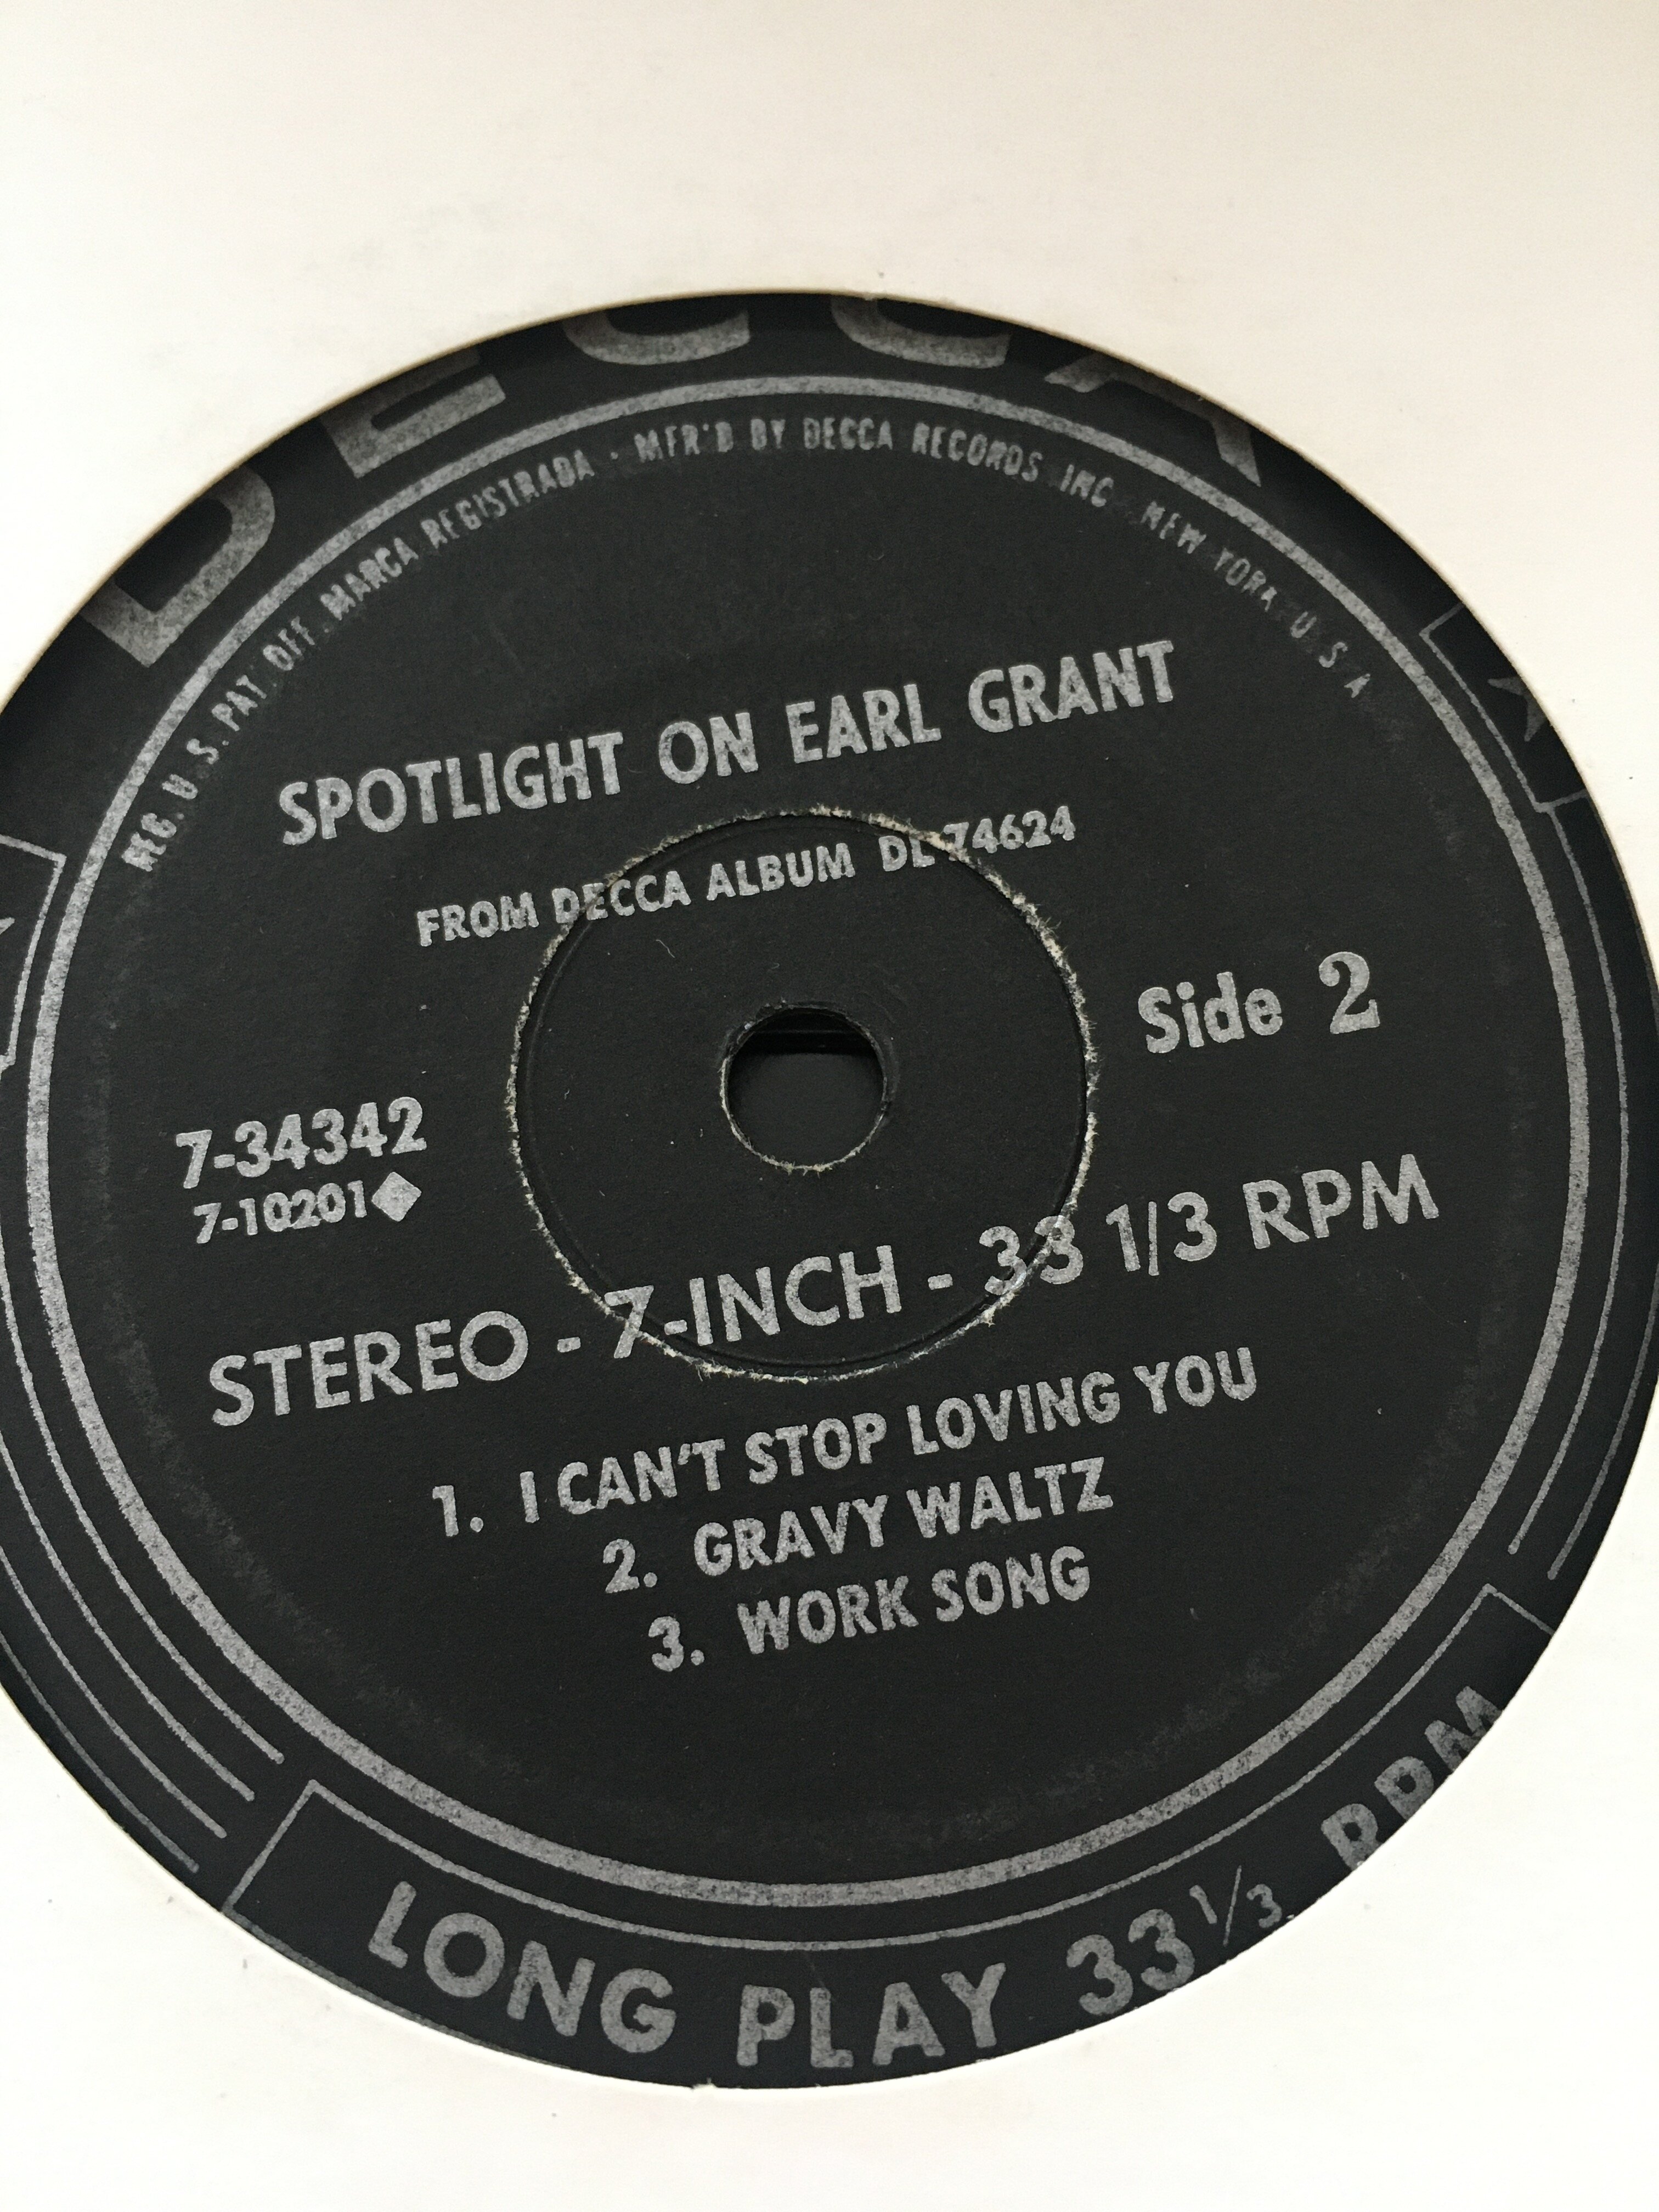 DECCA
REG. U.S. PAT. OFF. MARCA REGISTRADA · MFR'D BY DECCA RECORDS INC NEW YORK U.S.A
SPOTLIGHT ON EARL GRANT
FROM DECCA ALBUM DL 74624
Side 2
7-34342
7-10201◆
STEREO - 7-INCH - 33 1/3 RPM
1. I CAN'T STOP LOVING YOU
2. GRAVY WALTZ
3. WORK SONG
LONG PLAY 33 1/3 RPM